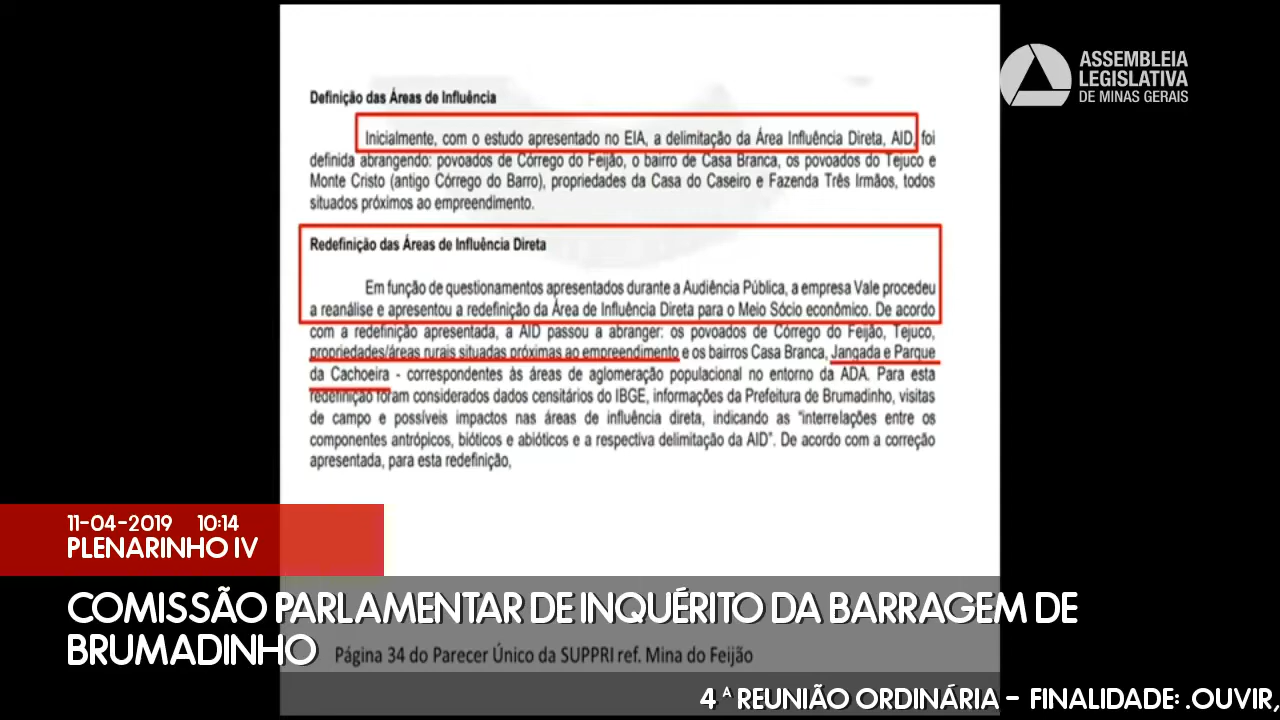 ASSEMBLEIA
LEGISLATIVA
DE MINAS GERAIS
Definição das Áreas de Influência
Inicialmente, com o estudo apresentado no EIA, a delimitação da Área Influência Direta, AID, foi
definida abrangendo: povoados de Córrego do Feijão, o bairro de Casa Branca, os povoados do Tejuco e
Monte Cristo (antigo Córrego do Barro), propriedades da Casa do Caseiro e Fazenda Três Irmãos, todos
situados próximos ao empreendimento.
Redefinição das Áreas de Influência Direta
Em função de questionamentos apresentados durante a Audiência Pública, a empresa Vale procedeu
a reanálise e apresentou a redefinição da Área de Influência Direta para o Meio Sócio econômico. De acordo
com a redefinição apresentada, a AID passou a abranger: os povoados de Córrego do Feijão, Tejuco,
propriedades/áreas rurais situadas próximas ao empreendimento e os bairros Casa Branca, Jangada e Parque
da Cachoeira - correspondentes às áreas de aglomeração populacional no entorno da ADA. Para esta
redefinição foram considerados dados censitários do IBGE, informações da Prefeitura de Brumadinho, visitas
de campo e possíveis impactos nas áreas de influência direta, indicando as "interrelações entre os
componentes antrópicos, bióticos e abióticos e a respectiva delimitação da AID". De acordo com a correção
apresentada, para esta redefinição,
11-04-2019 10:14
PLENARINHO IV
COMISSÃO PARLAMENTAR DE INQUÉRITO DA BARRAGEM DE
BRUMADINHO
Página 34 do Parecer Único da SUPPRI ref. Mina do Feijão
4ª REUNIÃO ORDINÁRIA - FINALIDADE: .OUVIR,